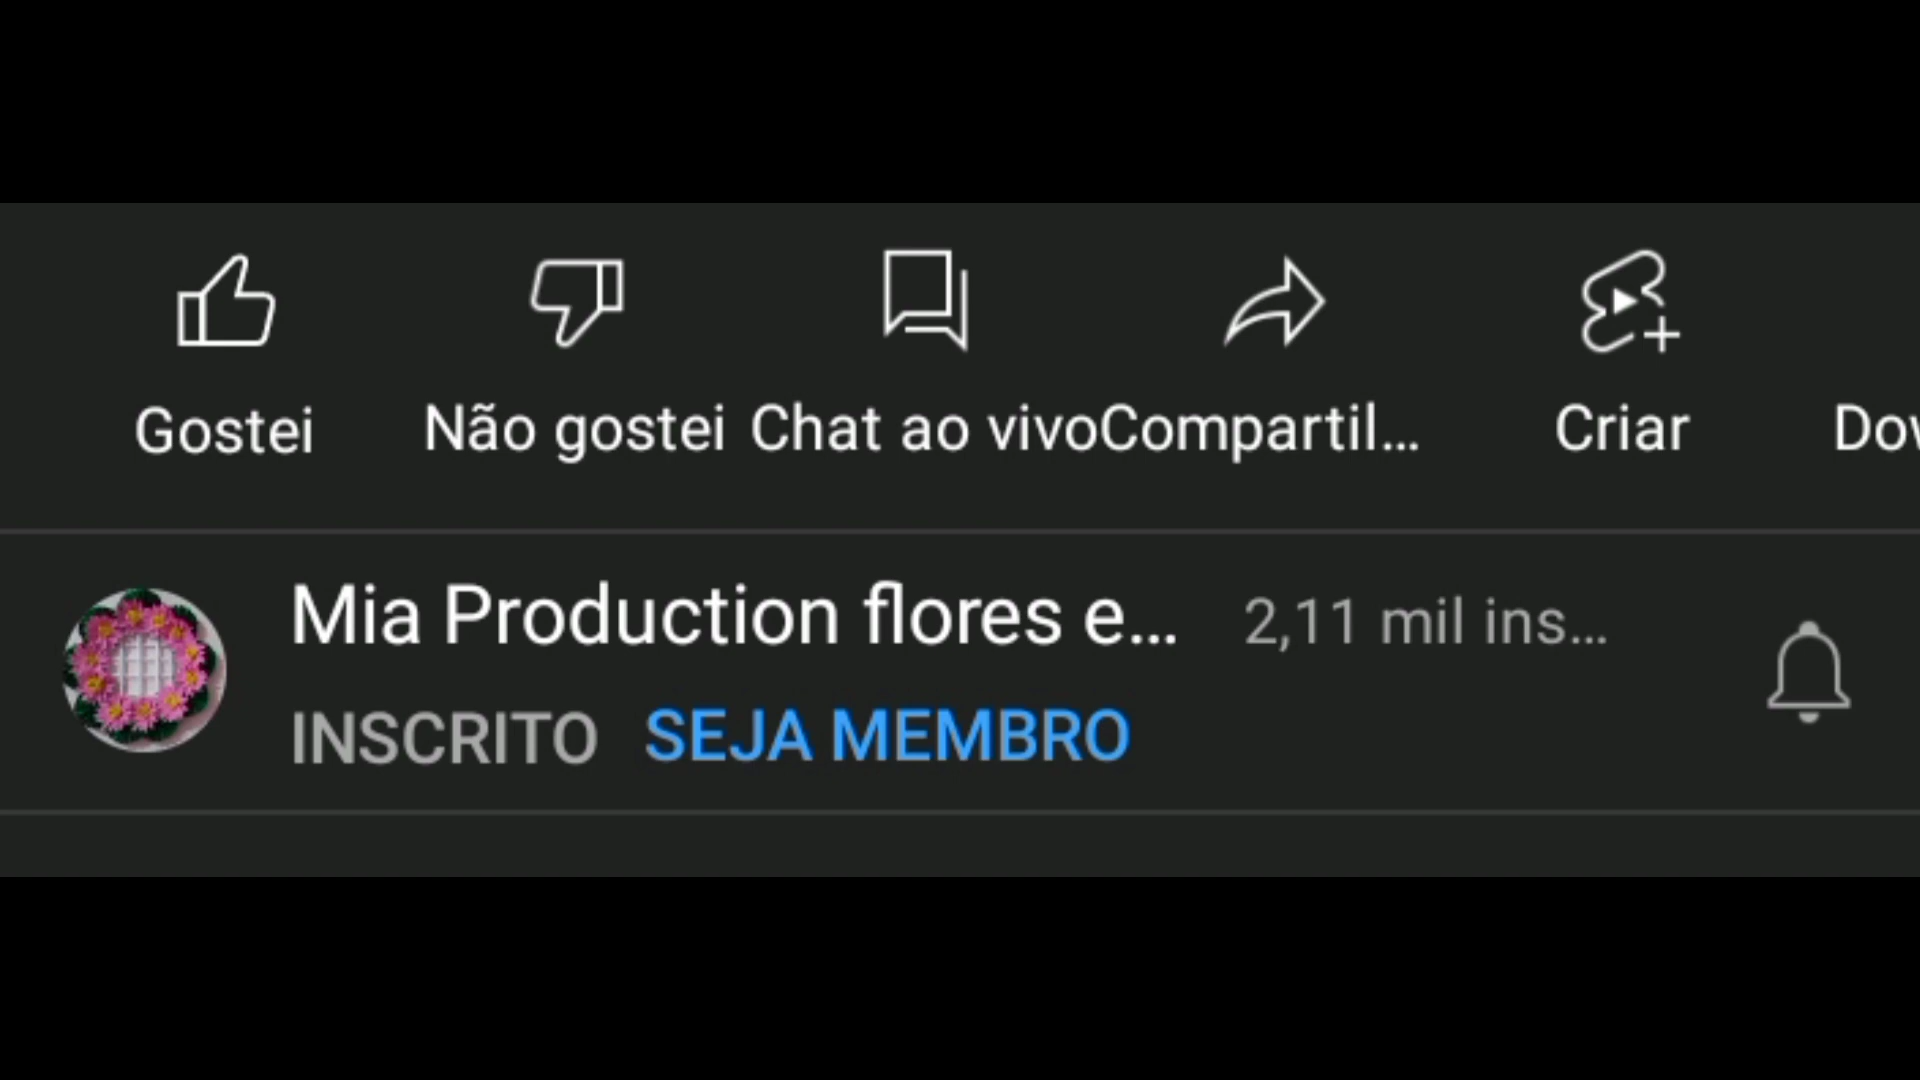 Gostei Não gostei Chat ao vivo Compartil... Criar
Mia Production flores e... 2,11 mil ins...
INSCRITO SEJA MEMBRO